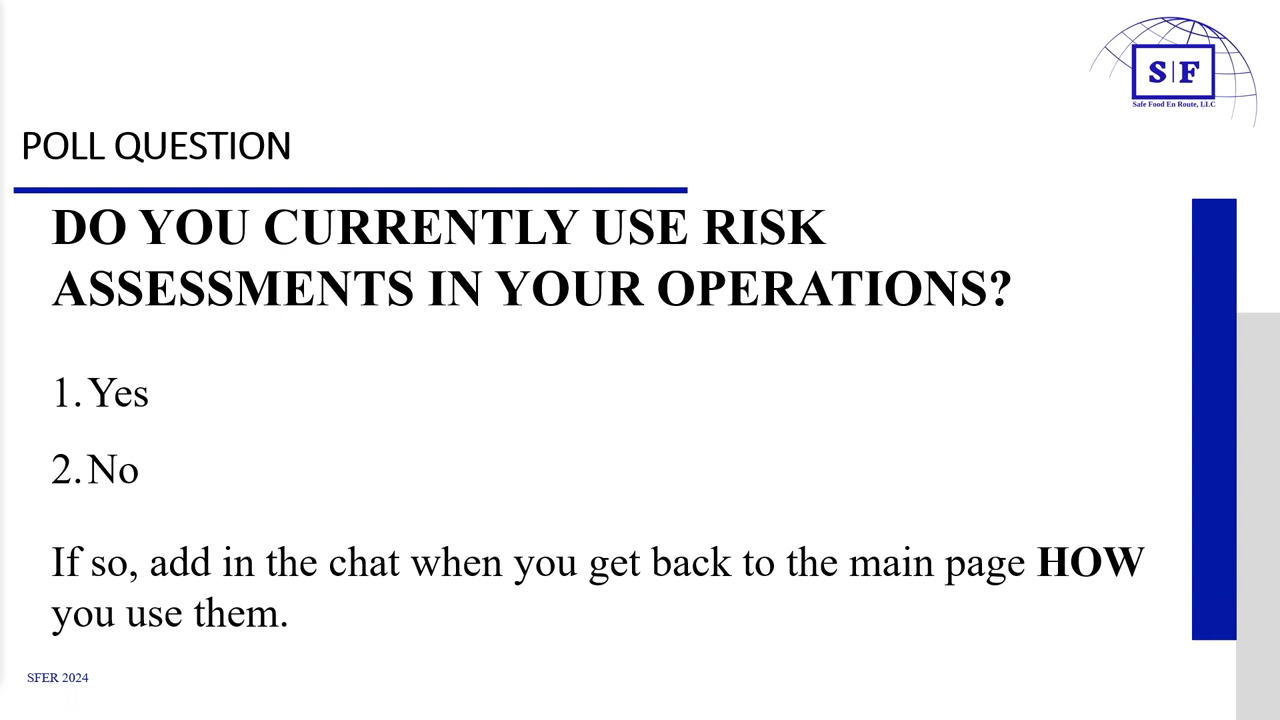 S|F
Safe Food En Route, LLC
POLL QUESTION
DO YOU CURRENTLY USE RISK
ASSESSMENTS IN YOUR OPERATIONS?
1. Yes
2. No
If so, add in the chat when you get back to the main page HOW
you use them.
SFER 2024